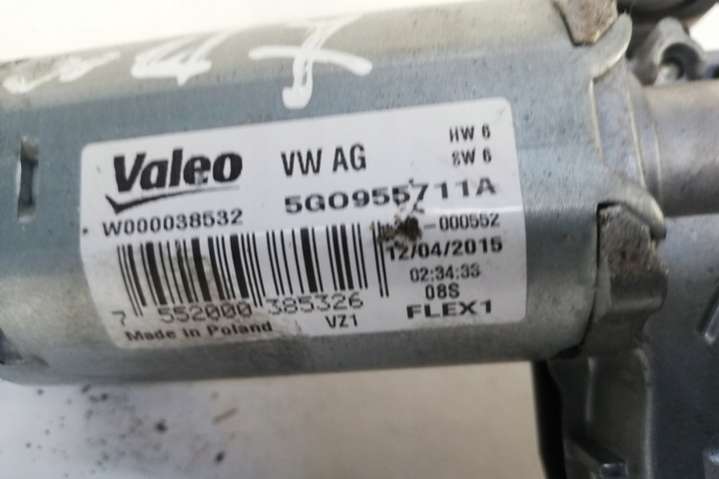 Valeo VW AG HW 6
SW 6
W000038532 5G0955711A
-000552
12/04/2015
02:34:33
7 552000 385326 08S
Made in Poland VZ1 FLEX1